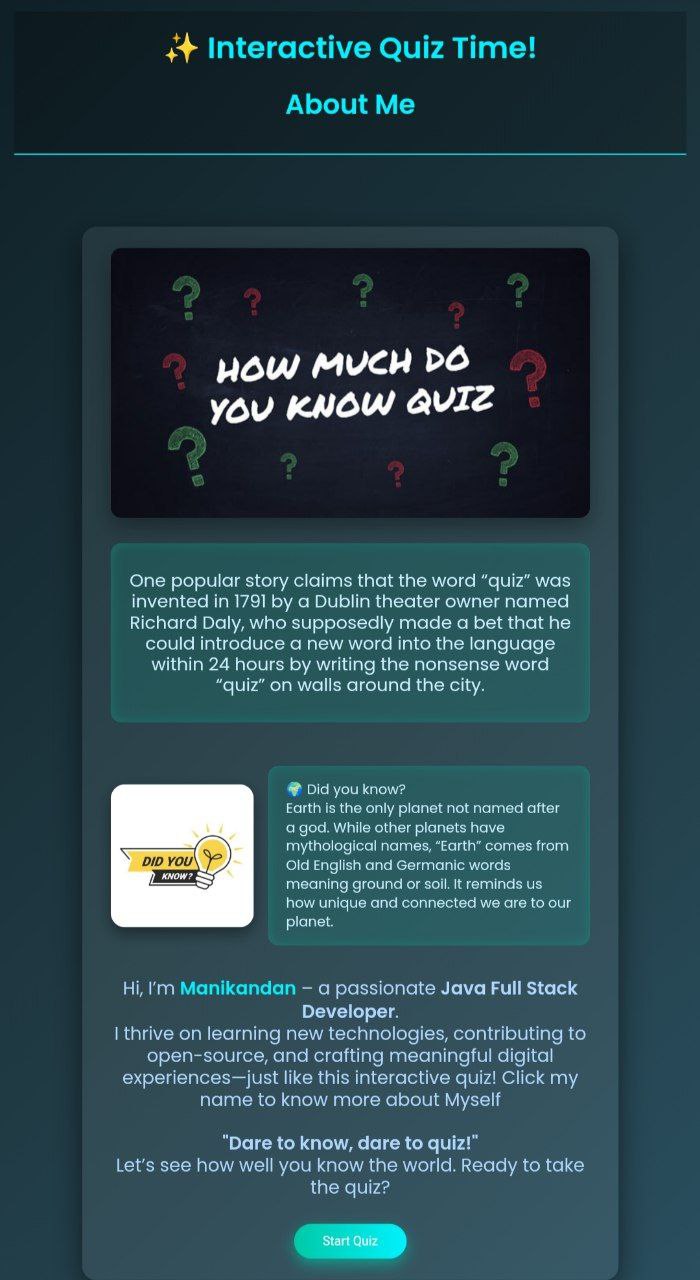 ✨ Interactive Quiz Time!
About Me
HOW MUCH DO
YOU KNOW QUIZ
One popular story claims that the word “quiz” was
invented in 1791 by a Dublin theater owner named
Richard Daly, who supposedly made a bet that he
could introduce a new word into the language
within 24 hours by writing the nonsense word
“quiz” on walls around the city.
DID YOU
KNOW?
🌍 Did you know?
Earth is the only planet not named after
a god. While other planets have
mythological names, “Earth” comes from
Old English and Germanic words
meaning ground or soil. It reminds us
how unique and connected we are to our
planet.
Hi, I’m Manikandan – a passionate Java Full Stack
Developer.
I thrive on learning new technologies, contributing to
open-source, and crafting meaningful digital
experiences—just like this interactive quiz! Click my
name to know more about Myself
"Dare to know, dare to quiz!"
Let’s see how well you know the world. Ready to take
the quiz?
Start Quiz